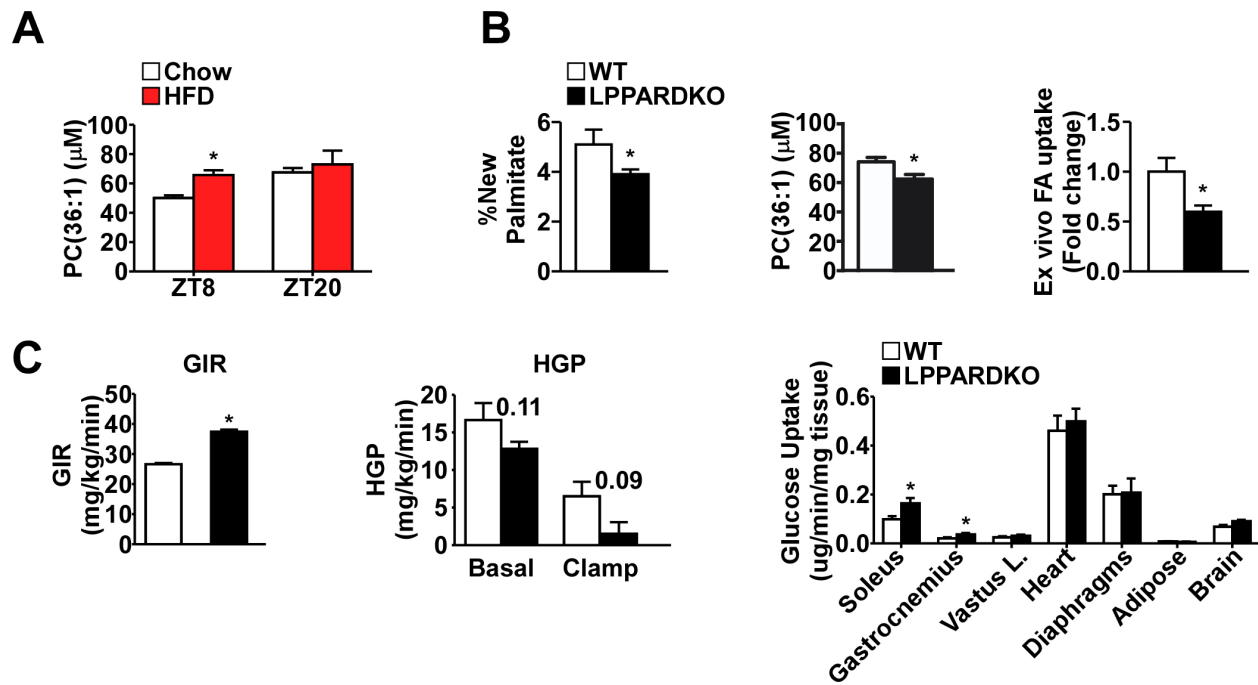 A
Chow
HFD
PC(36:1) (μM)
100
80
60
40
20
0
*
ZT8
ZT20
B
WT
LPPARDKO
%New
Palmitate
6
4
2
0
*
PC(36:1) (μM)
100
80
60
40
20
0
*
Ex vivo FA uptake
(Fold change)
1.5
1.0
0.5
0.0
*
C
GIR
GIR
(mg/kg/min)
50
40
30
20
10
0
*
HGP
HGP
(mg/kg/min)
20
15
10
5
0
0.11
0.09
Basal
Clamp
WT
LPPARDKO
Glucose Uptake
(ug/min/mg tissue)
0.6
0.4
0.2
0.0
*
*
Soleus
Gastrocnemius
Vastus L.
Heart
Diaphragms
Adipose
Brain